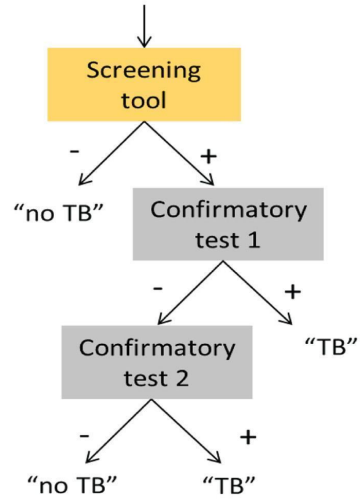 Screening
tool
-
+
“no TB”
Confirmatory
test 1
-
+
Confirmatory
test 2
“TB”
-
+
“no TB”
“TB”